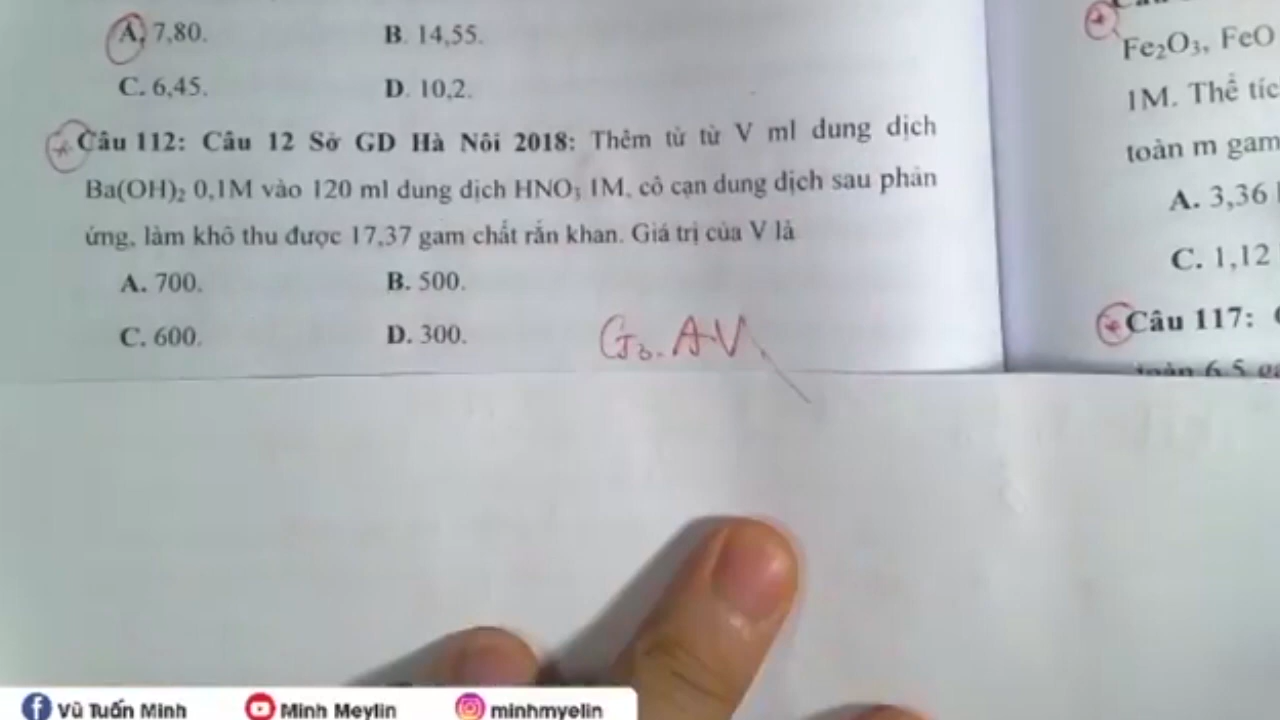 A. 7,80.
B. 14,55.
C. 6,45.
D. 10,2.
Câu 112: Câu 12 Sở GD Hà Nôi 2018: Thêm từ từ V ml dung dịch
Ba(OH)₂ 0,1M vào 120 ml dung dịch HNO₃ 1M, cô cạn dung dịch sau phản
ứng, làm khô thu được 17,37 gam chất rắn khan. Giá trị của V là
A. 700.
B. 500.
C. 600.
D. 300.
Fe₂O₃, FeO
1M. Thể
toàn m gam
A. 3,36
C. 1,12
Câu 117:
Vũ Tuấn Minh
Minh Meylin
minhmyelin